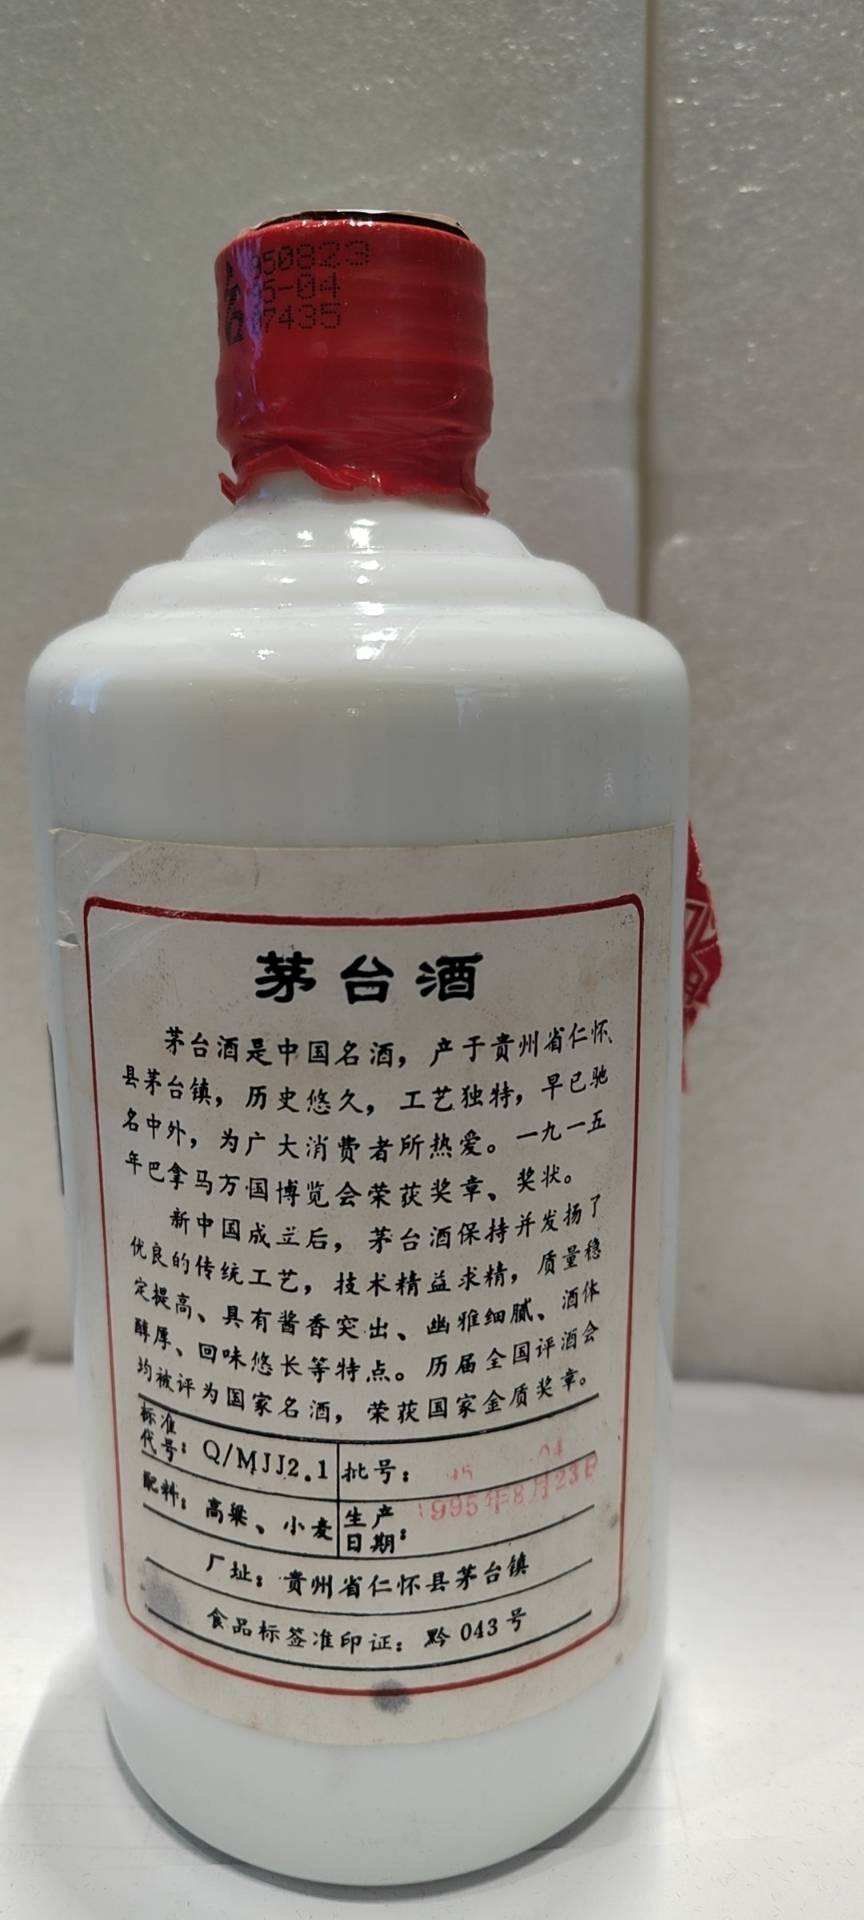 950823
95-04
07435
茅台酒
茅台酒是中国名酒，产于贵州省仁怀
县茅台镇，历史悠久，工艺独特，早已驰
名中外，为广大消费者所热爱。一九一五
年巴拿马万国博览会荣获奖章、奖状。
新中国成立后，茅台酒保持并发扬了
优良的传统工艺，技术精益求精，质量稳
定提高、具有酱香突出、幽雅细腻、酒体
醇厚、回味悠长等特点。历届全国评酒会
均被评为国家名酒，荣获国家金质奖章。
标准代号：Q/MJJ2.1 批号： 95 04
配料：高粱、小麦 生产日期： 1995年8月23日
厂址：贵州省仁怀县茅台镇
食品标签准印证：黔 043 号